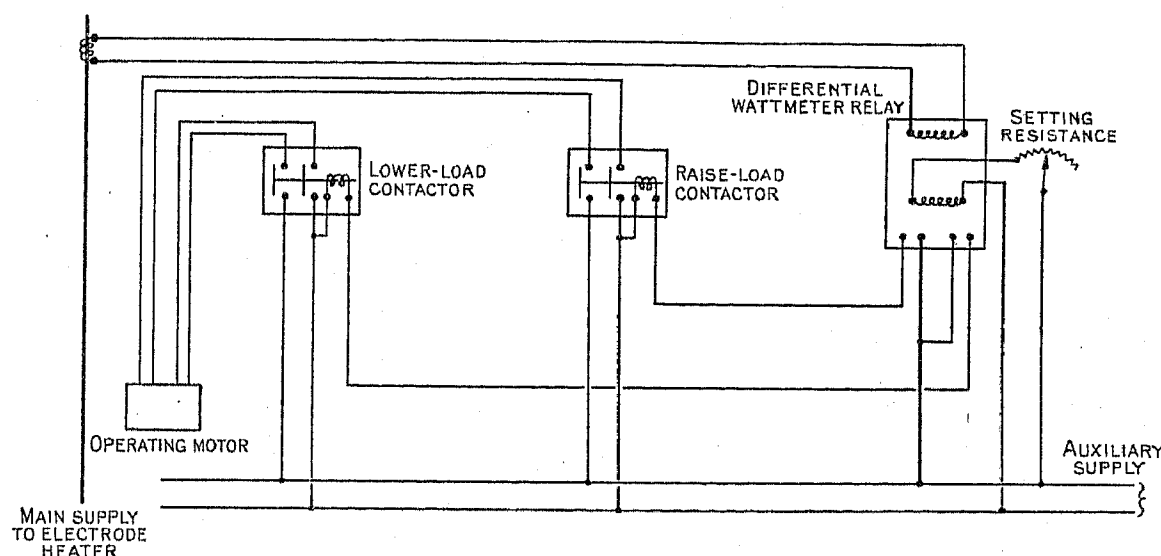 DIFFERENTIAL
WATTMETER RELAY
SETTING
RESISTANCE
LOWER-LOAD
CONTACTOR
RAISE-LOAD
CONTACTOR
OPERATING MOTOR
AUXILIARY
SUPPLY
MAIN SUPPLY
TO ELECTRODE
HEATER